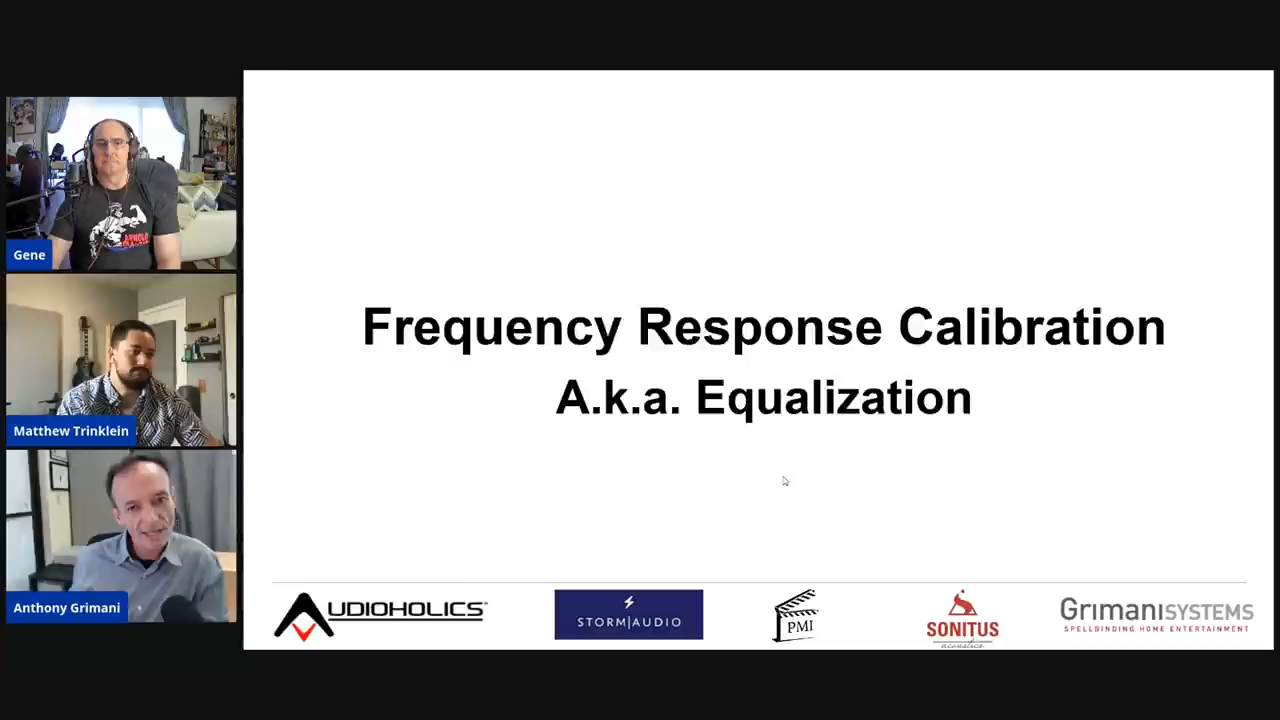 Gene
Matthew Trinklein
Anthony Grimani
Frequency Response Calibration
A.k.a. Equalization
AUDIOHOLICS
STORM|AUDIO
PMI
SONITUS
acoustics
GRIMANISYSTEMS
SPELLBINDING HOME ENTERTAINMENT